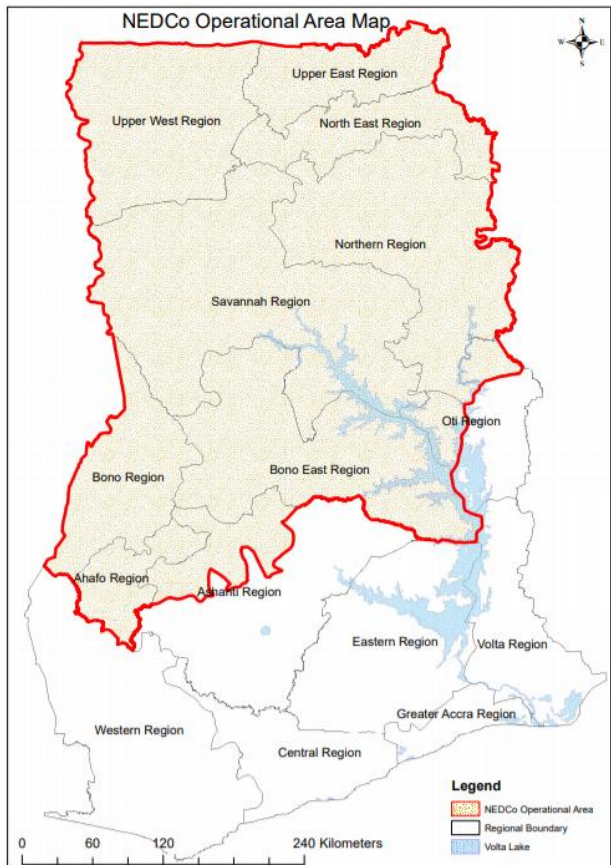 NEDCo Operational Area Map
N
W E
S
Upper East Region
Upper West Region
North East Region
Northern Region
Savannah Region
Oti Region
Bono Region
Bono East Region
Ahafo Region
Ashanti Region
Eastern Region
Volta Region
Greater Accra Region
Western Region
Central Region
Legend
NEDCo Operational Area
Regional Boundary
Volta Lake
0 60 120 240 Kilometers